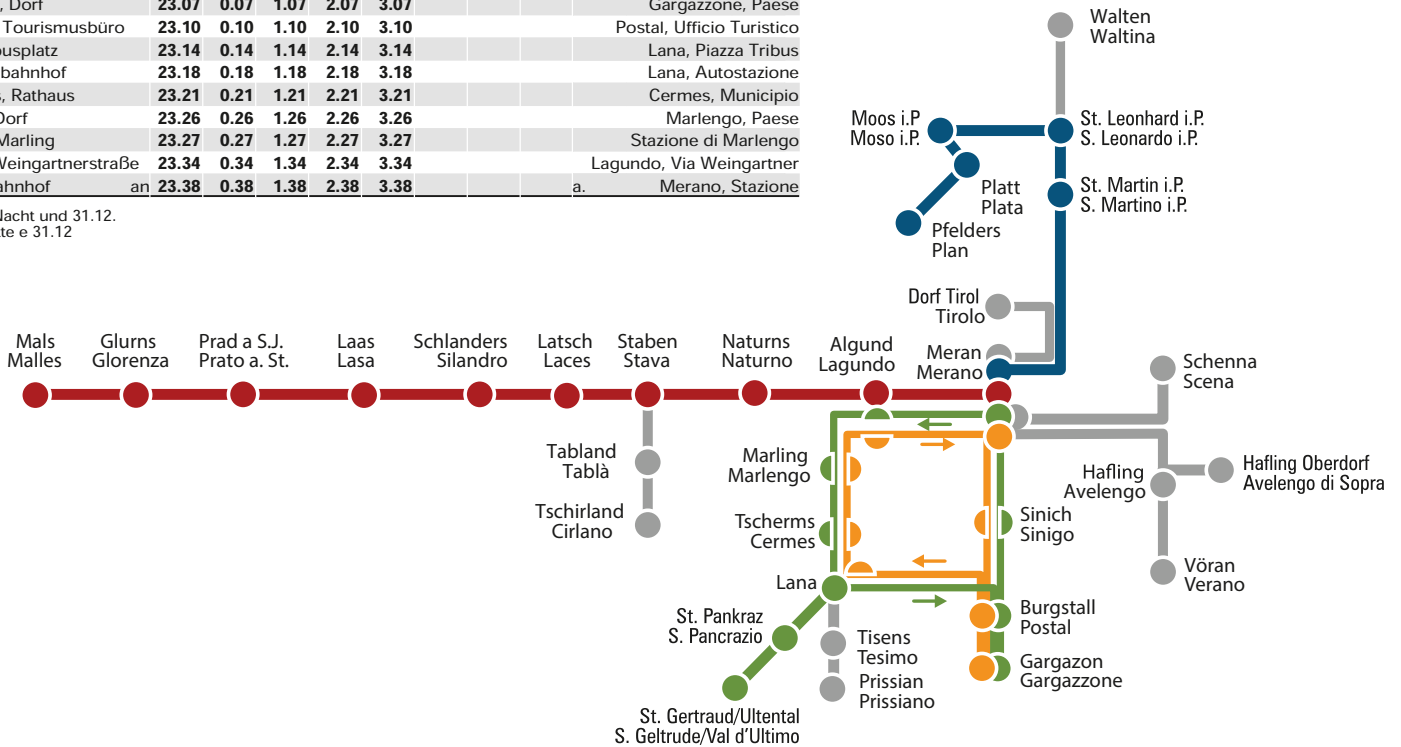 , Dorf 23.07 0.07 1.07 2.07 3.07 Gargazzone, Paese
Tourismusbüro 23.10 0.10 1.10 2.10 3.10 Postal, Ufficio Turistico
usplatz 23.14 0.14 1.14 2.14 3.14 Lana, Piazza Tribus
bahnhof 23.18 0.18 1.18 2.18 3.18 Lana, Autostazione
, Rathaus 23.21 0.21 1.21 2.21 3.21 Cermes, Municipio
Dorf 23.26 0.26 1.26 2.26 3.26 Marlengo, Paese
Marling 23.27 0.27 1.27 2.27 3.27 Stazione di Marlengo
Weingartnerstraße 23.34 0.34 1.34 2.34 3.34 Lagundo, Via Weingartner
ahnhof an 23.38 0.38 1.38 2.38 3.38 a. Merano, Stazione
Nacht und 31.12.
te e 31.12
Walten
Waltina
Moos i.P
Moso i.P.
St. Leonhard i.P.
S. Leonardo i.P.
Platt
Plata
St. Martin i.P.
S. Martino i.P.
Pfelders
Plan
Dorf Tirol
Tirolo
Meran
Merano
Mals
Malles
Glurns
Glorenza
Prad a S.J.
Prato a. St.
Laas
Lasa
Schlanders
Silandro
Latsch
Laces
Staben
Stava
Naturns
Naturno
Algund
Lagundo
Schenna
Scena
Tabland
Tablà
Tschirland
Cirlano
Marling
Marlengo
Tscherms
Cermes
Lana
Hafling
Avelengo
Hafling Oberdorf
Avelengo di Sopra
Sinich
Sinigo
Vöran
Verano
Burgstall
Postal
Gargazon
Gargazzone
St. Pankraz
S. Pancrazio
Tisens
Tesimo
Prissian
Prissiano
St. Gertraud/Ultental
S. Geltrude/Val d'Ultimo